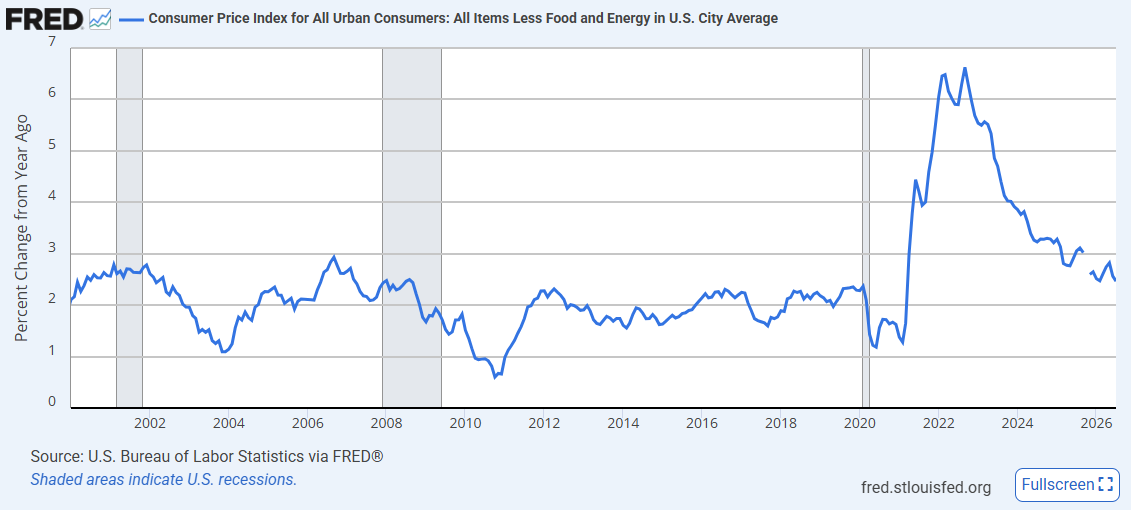 FRED Consumer Price Index for All Urban Consumers: All Items Less Food and Energy in U.S. City Average
Percent Change from Year Ago
7
6
5
4
3
2
1
0
2002 2004 2006 2008 2010 2012 2014 2016 2018 2020 2022 2024 2026
Source: U.S. Bureau of Labor Statistics via FRED®
Shaded areas indicate U.S. recessions.
fred.stlouisfed.org
Fullscreen